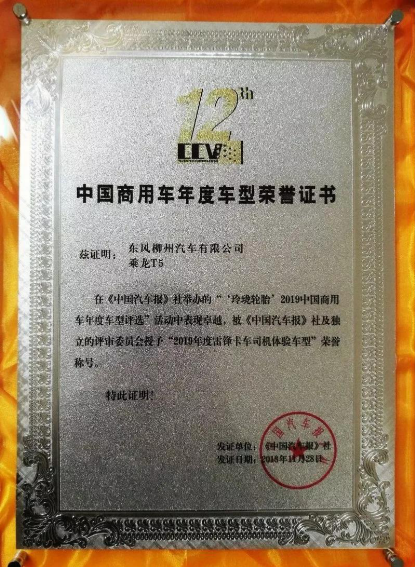 12th
CCV
中国商用车年度车型荣誉证书
兹证明：东风柳州汽车有限公司
乘龙T5
在《中国汽车报》社举办的“‘玲珑轮胎’2019中国商用
车年度车型评选”活动中表现卓越，被《中国汽车报》社及独
立的评审委员会授予“2019年度雷锋卡车司机体验车型”荣誉
称号。
特此证明！
发证单位：《中国汽车报》社
发证日期：2018年11月28日